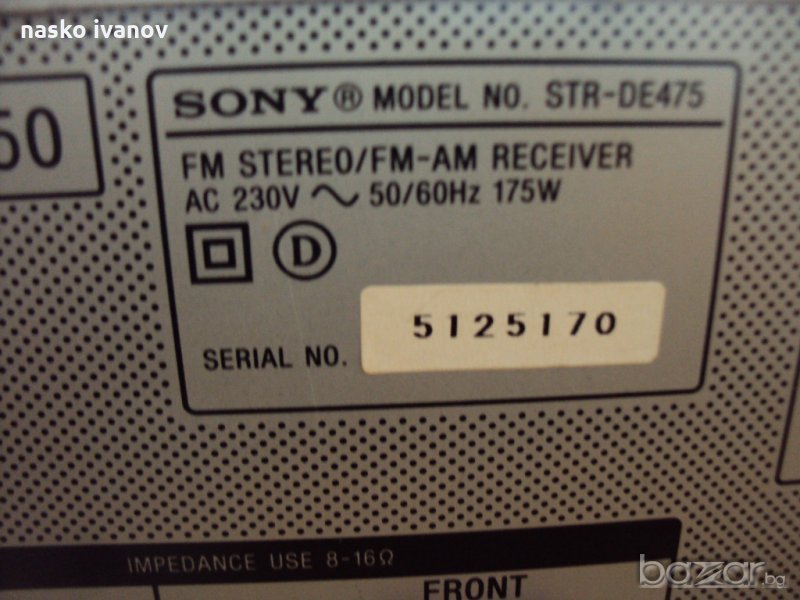 nasko ivanov
50
SONY® MODEL NO. STR-DE475
FM STEREO/FM-AM RECEIVER
AC 230V ~ 50/60Hz 175W
D
SERIAL NO. 5125170
IMPEDANCE USE 8-16Ω
FRONT
bazar.bg